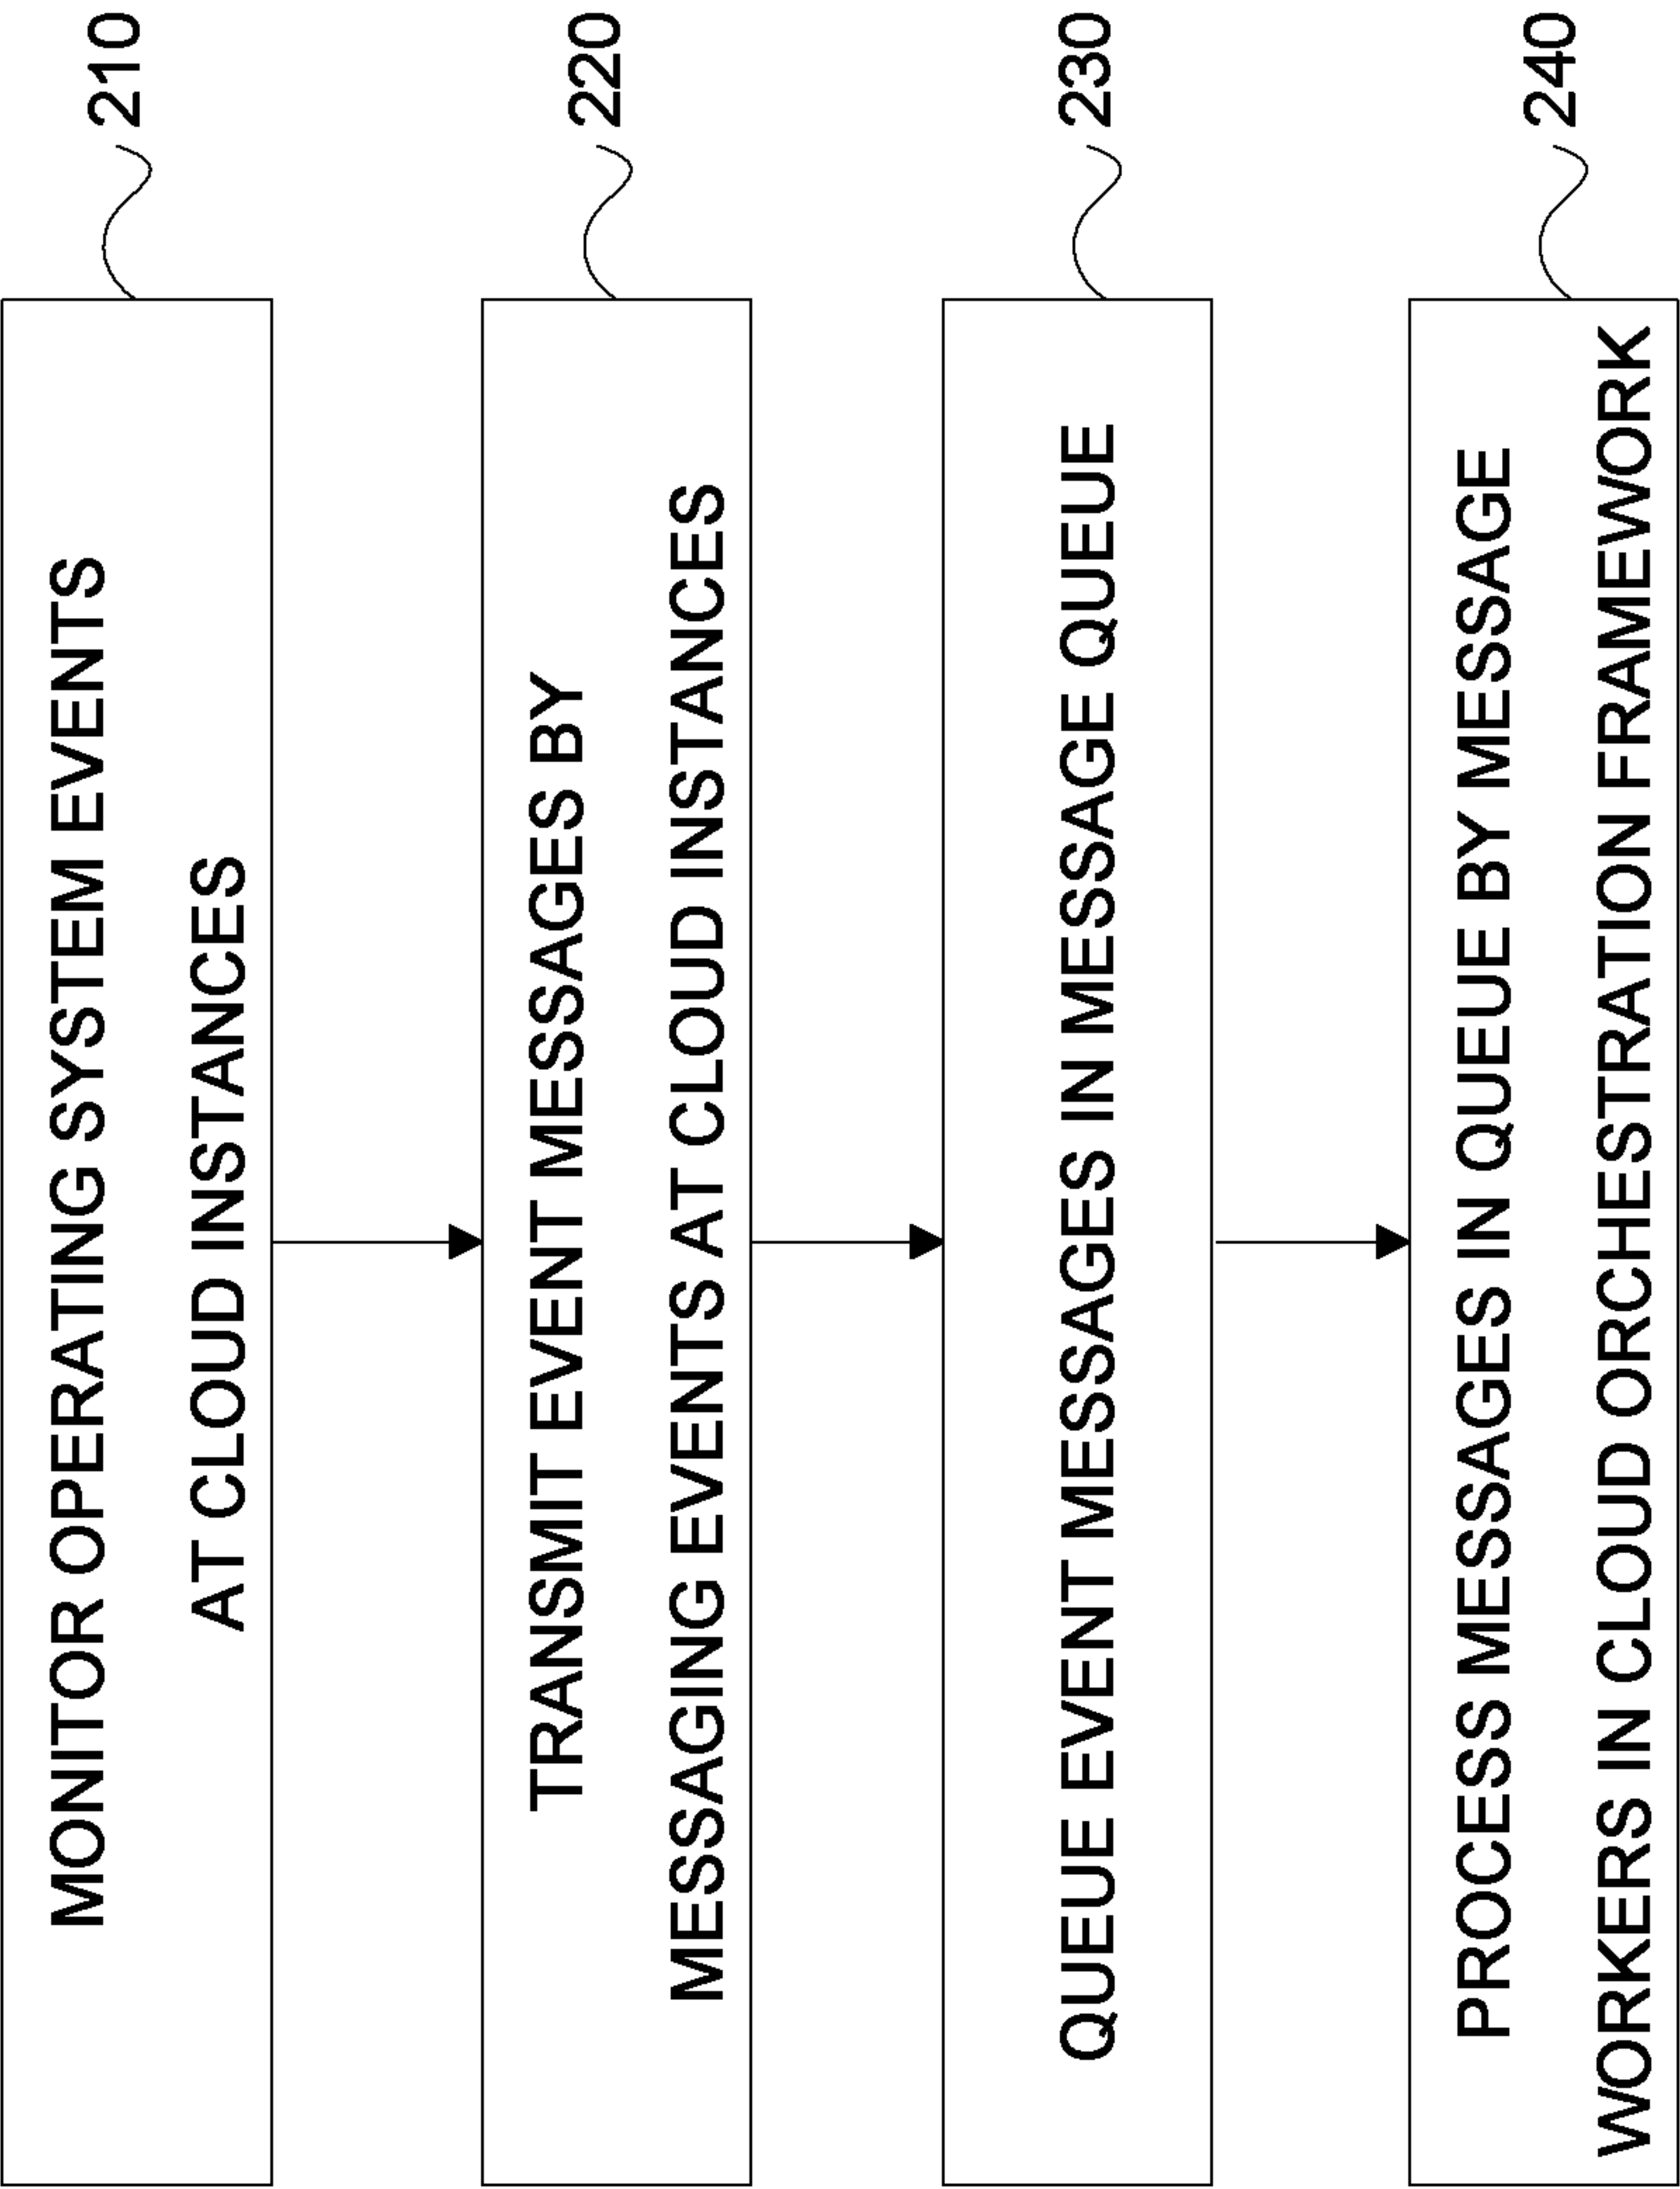 MONITOR OPERATING SYSTEM EVENTS
AT CLOUD INSTANCES
210
TRANSMIT EVENT MESSAGES BY
MESSAGING EVENTS AT CLOUD INSTANCES
220
QUEUE EVENT MESSAGES IN MESSAGE QUEUE
230
PROCESS MESSAGES IN QUEUE BY MESSAGE
WORKERS IN CLOUD ORCHESTRATION FRAMEWORK
240